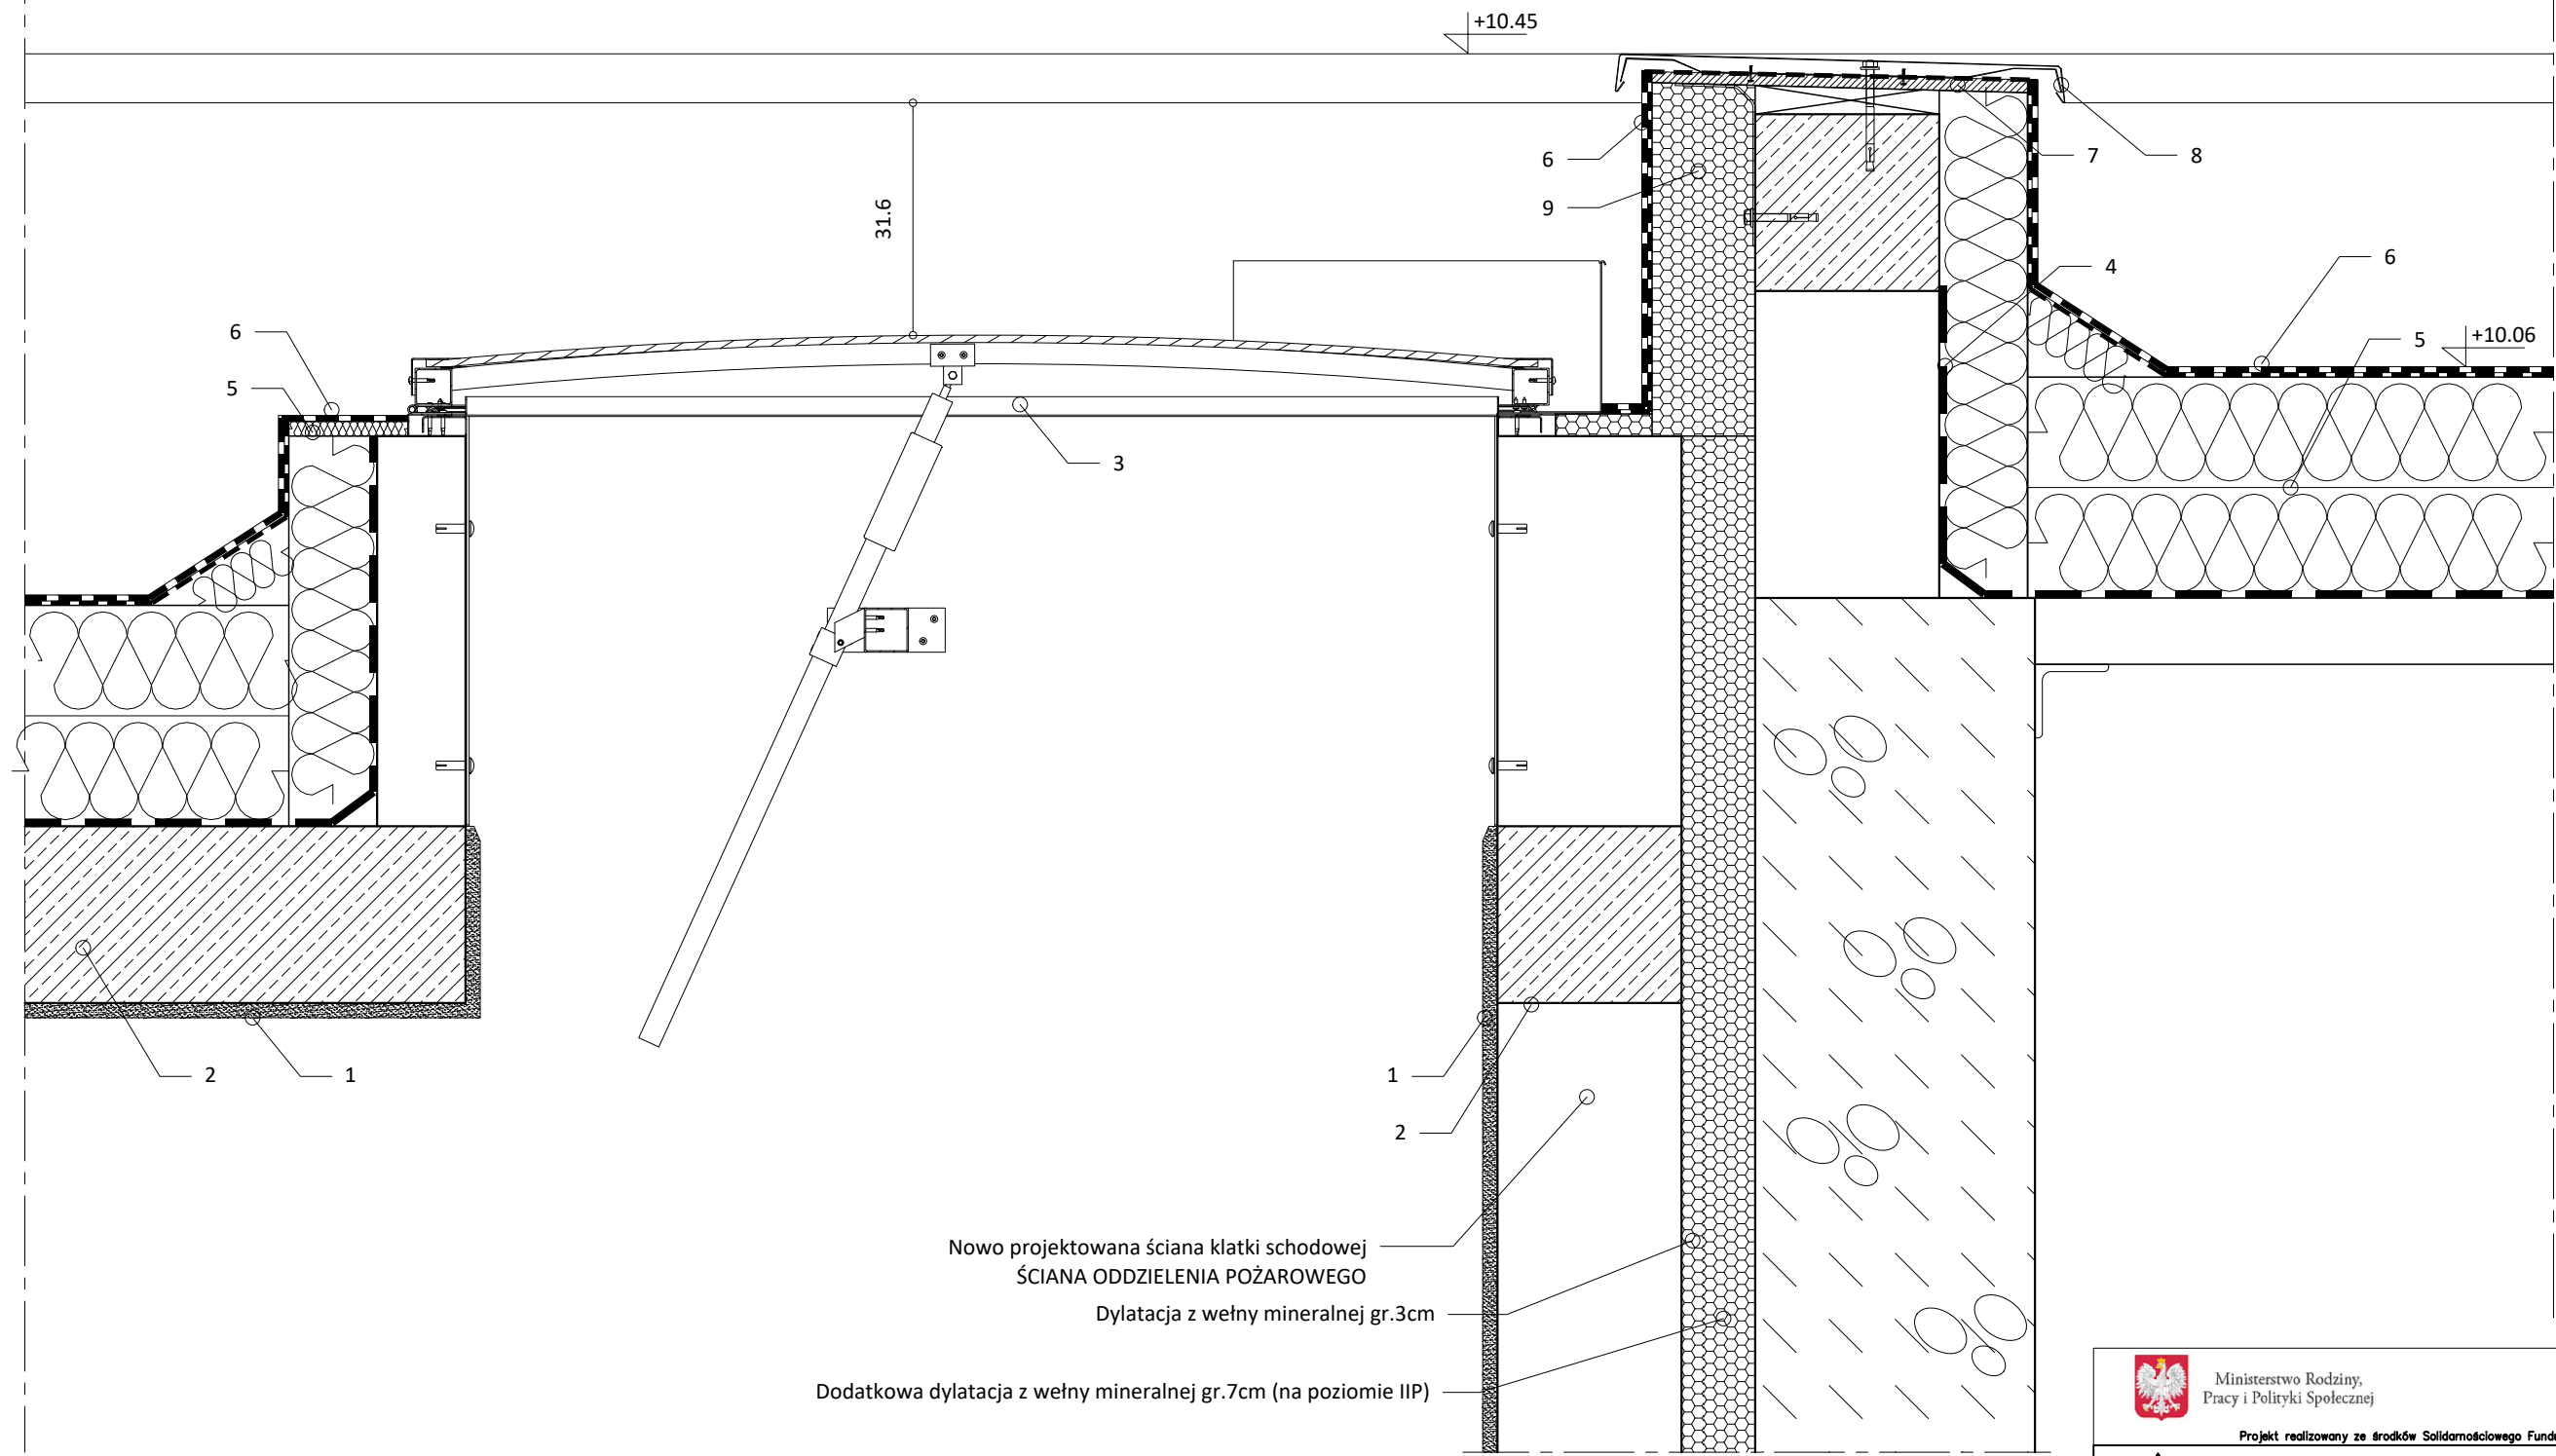 +10.45
6
7
8
9
31.6
4
6
6
5
+10.06
5
3
2
1
1
2
Nowo projektowana ściana klatki schodowej
ŚCIANA ODDZIELENIA POŻAROWEGO
Dylatacja z wełny mineralnej gr.3cm
Dodatkowa dylatacja z wełny mineralnej gr.7cm (na poziomie IIP)
Ministerstwo Rodziny,
Pracy i Polityki Społecznej
Projekt realizowany ze środków Solidarnościowego